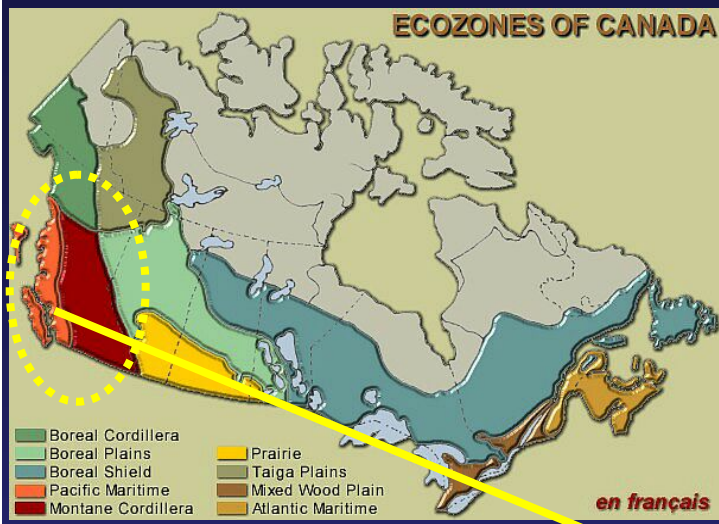 ECOZONES OF CANADA
Boreal Cordillera
Boreal Plains
Boreal Shield
Pacific Maritime
Montane Cordillera
Prairie
Taiga Plains
Mixed Wood Plain
Atlantic Maritime
en français